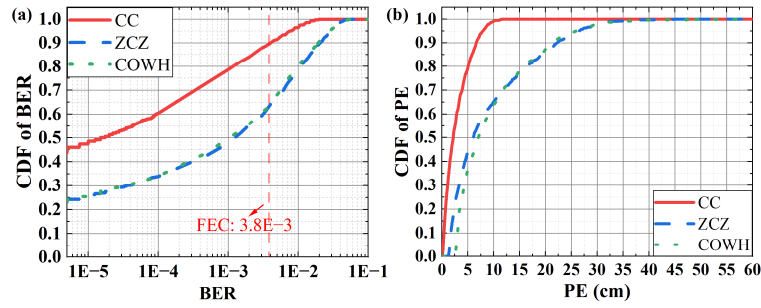 (a)
CC
ZCZ
COWH
1.0
0.9
0.8
0.7
0.6
0.5
0.4
0.3
0.2
0.1
0.0
CDF of BER
FEC: 3.8E−3
1E−5 1E−4 1E−3 1E−2 1E−1
BER
(b)
1.0
0.9
0.8
0.7
0.6
0.5
0.4
0.3
0.2
0.1
0.0
CDF of PE
CC
ZCZ
COWH
0 5 10 15 20 25 30 35 40 45 50 55 60
PE (cm)